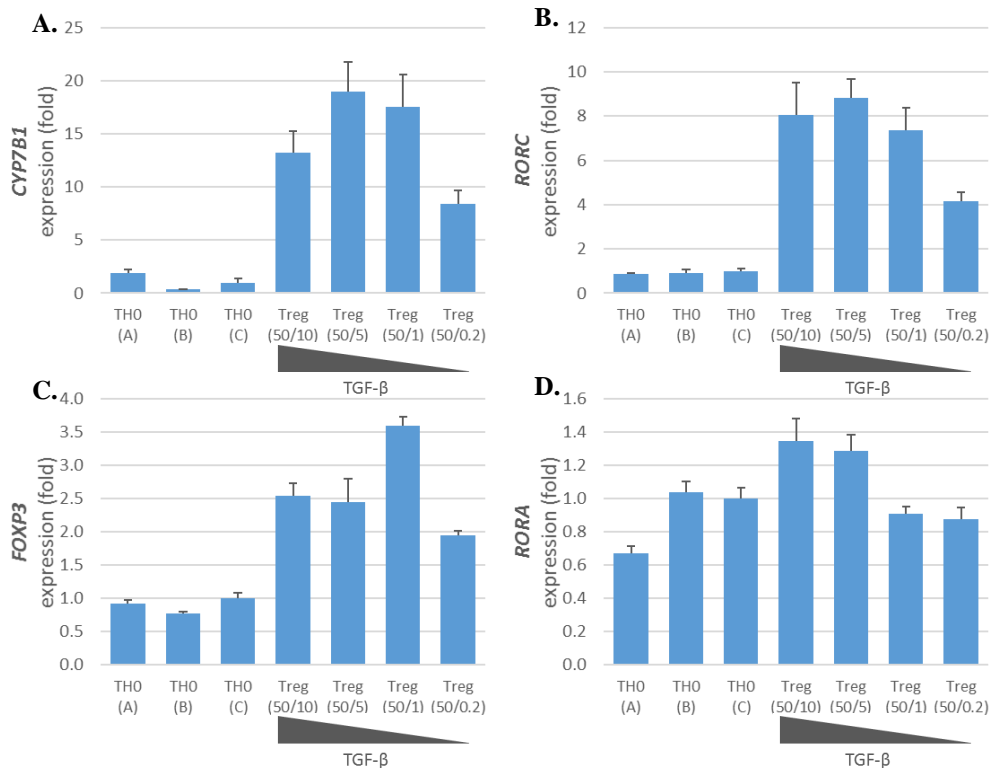 A.
25
20
15
10
5
0
CYP7B1
expression (fold)
TH0 TH0 TH0 Treg Treg Treg Treg
(A) (B) (C) (50/10) (50/5) (50/1) (50/0.2)
TGF-β
B.
12
10
8
6
4
2
0
RORC
expression (fold)
TH0 TH0 TH0 Treg Treg Treg Treg
(A) (B) (C) (50/10) (50/5) (50/1) (50/0.2)
TGF-β
C.
4.0
3.5
3.0
2.5
2.0
1.5
1.0
0.5
0.0
FOXP3
expression (fold)
TH0 TH0 TH0 Treg Treg Treg Treg
(A) (B) (C) (50/10) (50/5) (50/1) (50/0.2)
TGF-β
D.
1.6
1.4
1.2
1.0
0.8
0.6
0.4
0.2
0.0
RORA
expression (fold)
TH0 TH0 TH0 Treg Treg Treg Treg
(A) (B) (C) (50/10) (50/5) (50/1) (50/0.2)
TGF-β